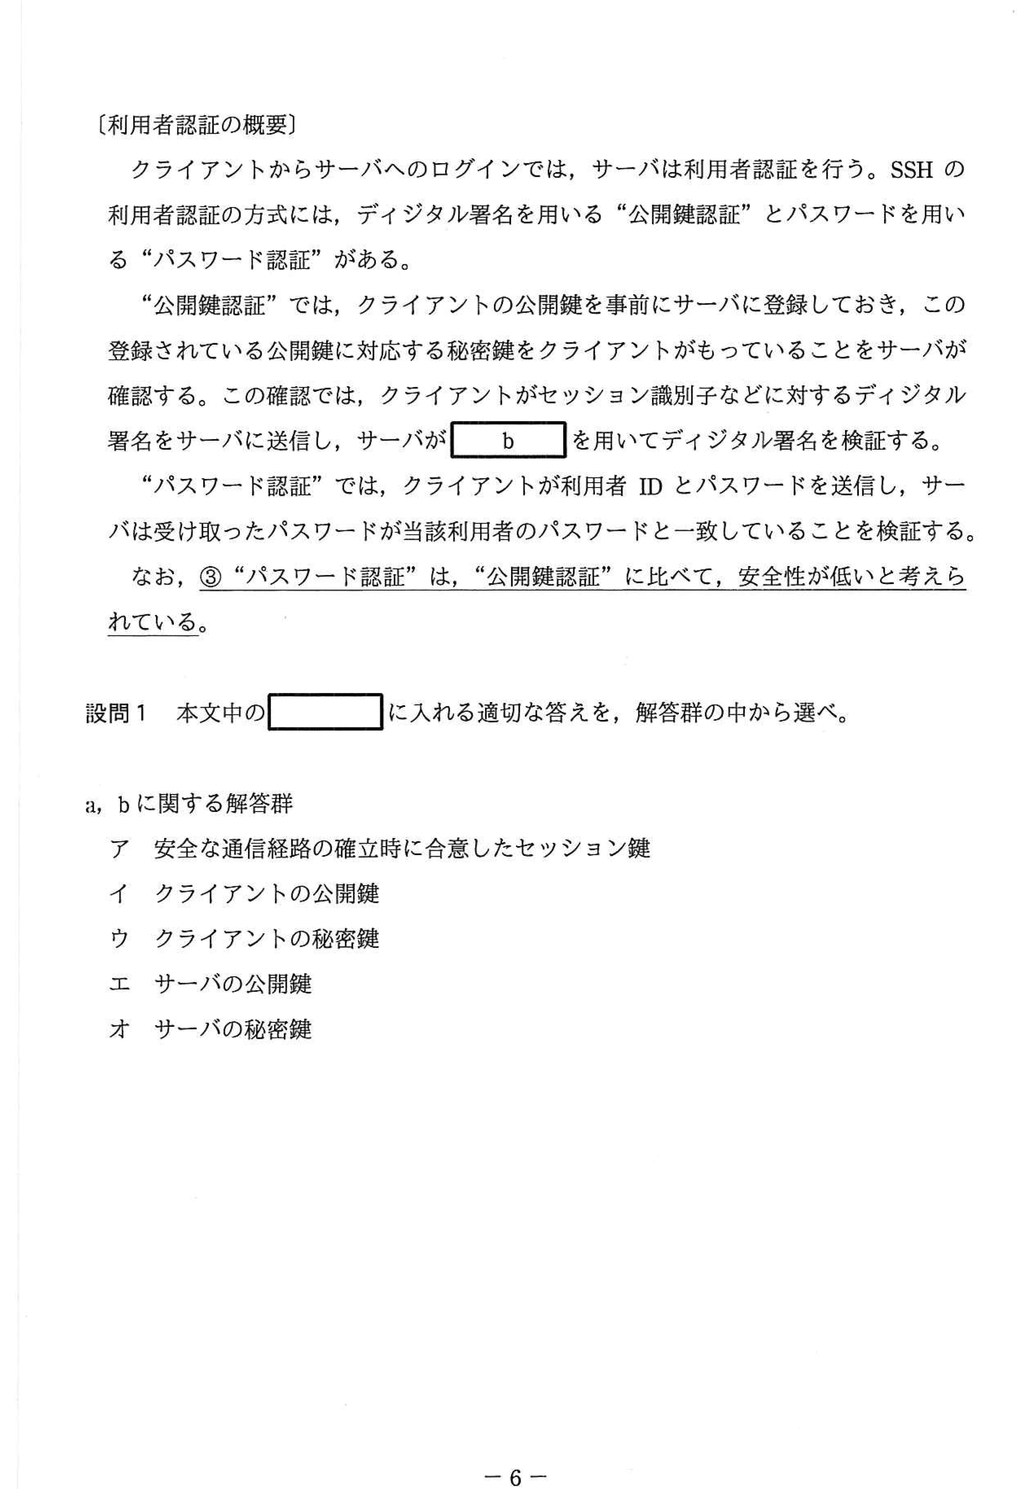 〔利用者認証の概要〕
クライアントからサーバへのログインでは，サーバは利用者認証を行う。SSH の
利用者認証の方式には，ディジタル署名を用いる“公開鍵認証”とパスワードを用い
る“パスワード認証”がある。
“公開鍵認証”では，クライアントの公開鍵を事前にサーバに登録しておき，この
登録されている公開鍵に対応する秘密鍵をクライアントがもっていることをサーバが
確認する。この確認では，クライアントがセッション識別子などに対するディジタル
署名をサーバに送信し，サーバが b を用いてディジタル署名を検証する。
“パスワード認証”では，クライアントが利用者 ID とパスワードを送信し，サー
バは受け取ったパスワードが当該利用者のパスワードと一致していることを検証する。
なお，③“パスワード認証”は，“公開鍵認証”に比べて，安全性が低いと考えら
れている。
設問1 本文中の に入れる適切な答えを，解答群の中から選べ。
a，b に関する解答群
ア 安全な通信経路の確立時に合意したセッション鍵
イ クライアントの公開鍵
ウ クライアントの秘密鍵
エ サーバの公開鍵
オ サーバの秘密鍵
－ 6 －